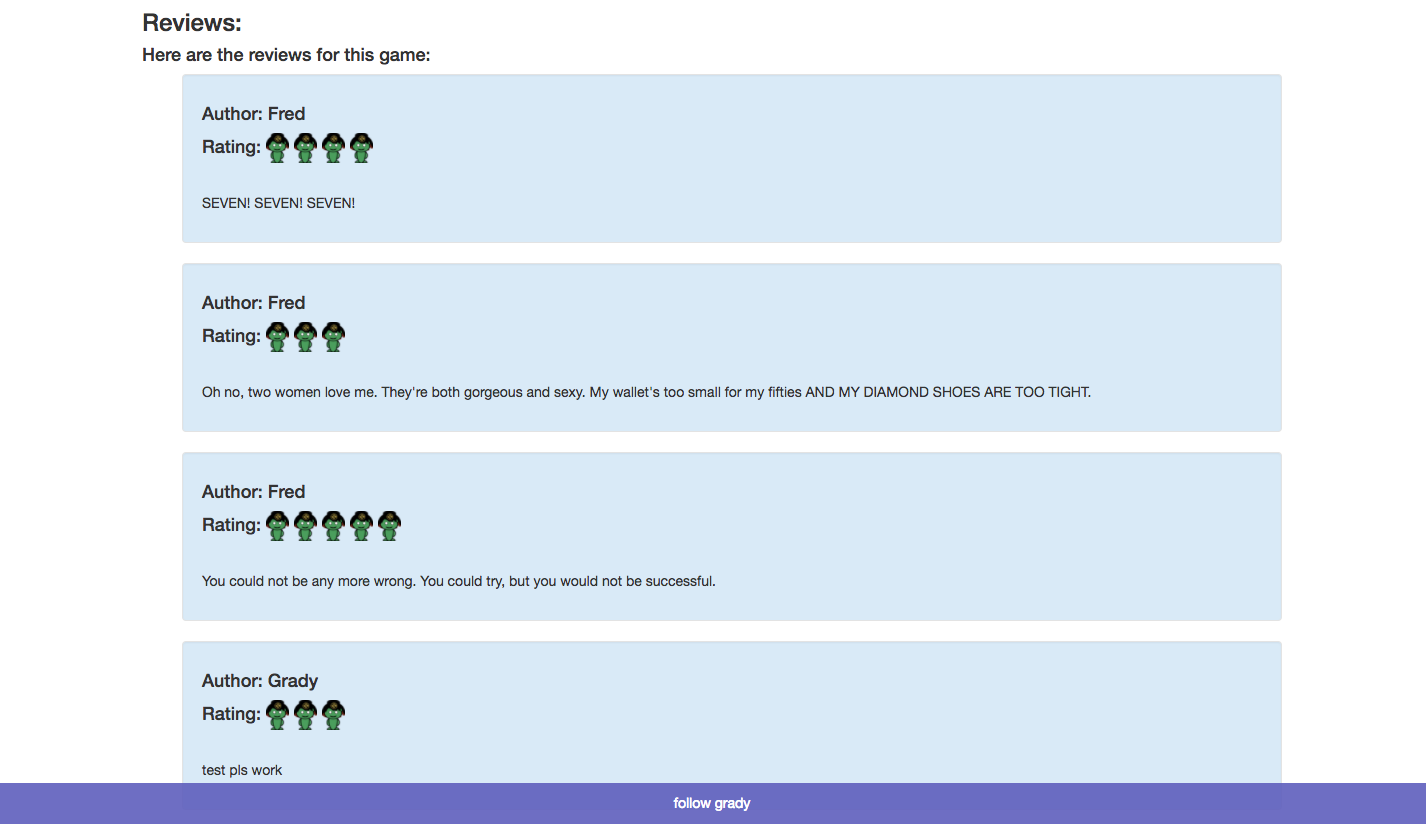 Reviews:
Here are the reviews for this game:
Author: Fred
Rating:
SEVEN! SEVEN! SEVEN!
Author: Fred
Rating:
Oh no, two women love me. They're both gorgeous and sexy. My wallet's too small for my fifties AND MY DIAMOND SHOES ARE TOO TIGHT.
Author: Fred
Rating:
You could not be any more wrong. You could try, but you would not be successful.
Author: Grady
Rating:
test pls work
follow grady